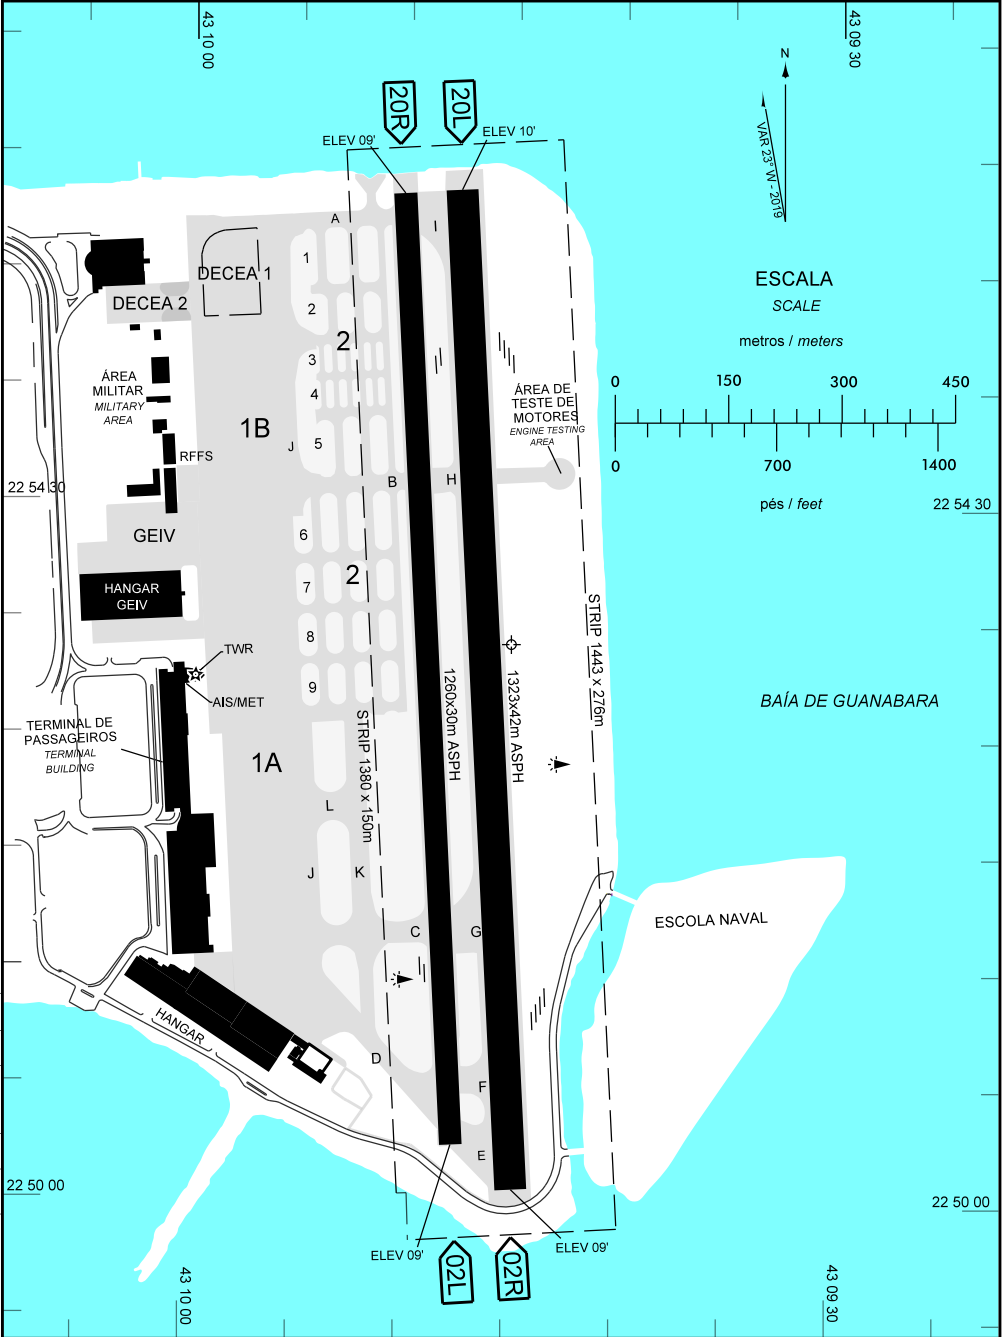 43 10 00
43 09 30
N
VAR 23° W - 2019
20R
20L
ELEV 09'
ELEV 10'
A
I
DECEA 1
DECEA 2
1
2
2
3
4
5
J
1B
B
H
ÁREA
MILITAR
MILITARY
AREA
RFFS
ÁREA DE
TESTE DE
MOTORES
ENGINE TESTING
AREA
ESCALA
SCALE
metros / meters
0
150
300
450
0
700
1400
pés / feet
22 54 30
22 54 30
GEIV
HANGAR
GEIV
6
7
2
8
9
TWR
AIS/MET
TERMINAL DE
PASSAGEIROS
TERMINAL
BUILDING
1A
STRIP 1380 x 150m
1260x30m ASPH
1323x42m ASPH
STRIP 1443 x 276m
BAÍA DE GUANABARA
L
J
K
C
G
ESCOLA NAVAL
HANGAR
D
F
E
22 50 00
22 50 00
ELEV 09'
ELEV 09'
02L
02R
43 10 00
43 09 30